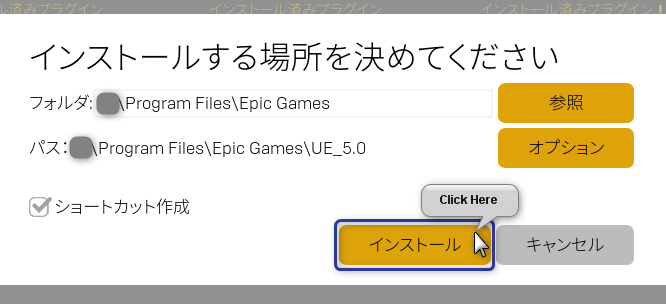 ル済みプラグイン インストール済みプラグイン インストール済みプラグイン！
インストールする場所を決めてください
フォルダ: \Program Files\Epic Games 参照
パス: \Program Files\Epic Games\UE_5.0 オプション
ショートカット作成
Click Here
インストール キャンセル